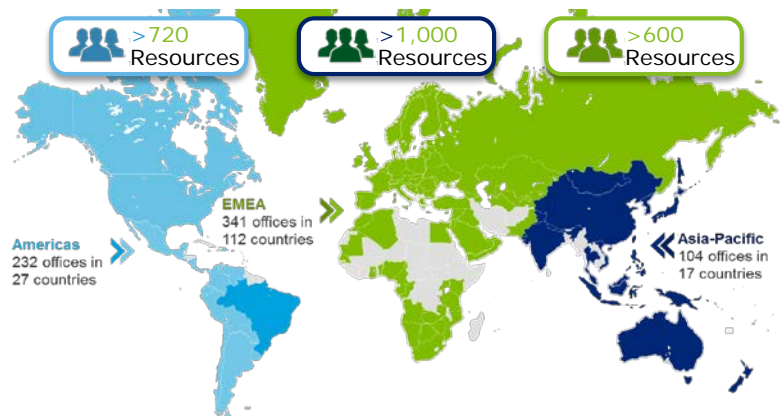 >720
Resources
>1,000
Resources
>600
Resources
EMEA
341 offices in
112 countries
Americas
232 offices in
27 countries
Asia-Pacific
104 offices in
17 countries